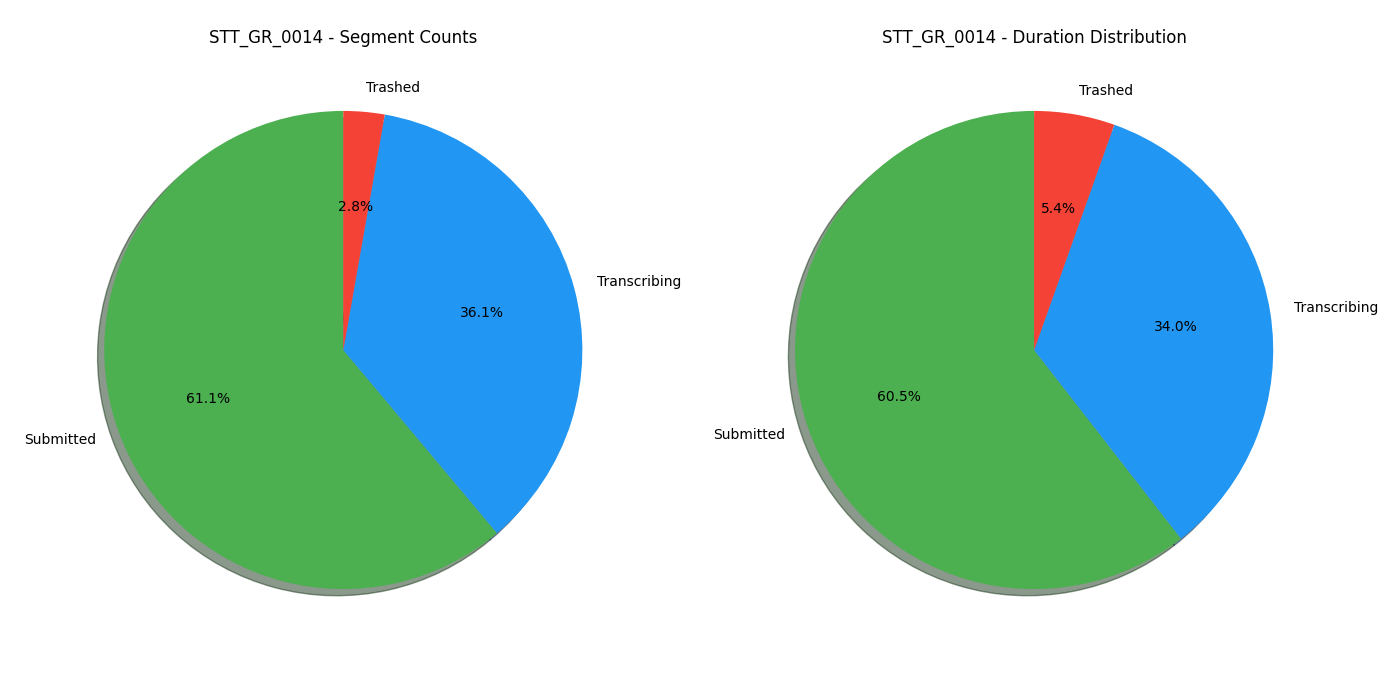 STT_GR_0014 - Segment Counts
Trashed
2.8%
Transcribing
36.1%
61.1%
Submitted
STT_GR_0014 - Duration Distribution
Trashed
5.4%
Transcribing
34.0%
60.5%
Submitted